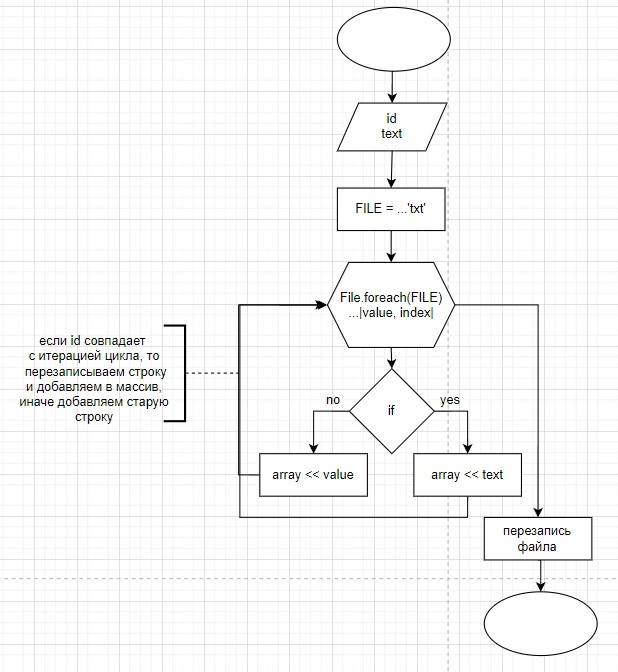 id
text
FILE = ...'txt'
File.foreach(FILE)
...|value, index|
если id совпадает
с итерацией цикла, то
перезаписываем строку
и добавляем в массив,
иначе добавляем старую
строку
no
if
yes
array << value
array << text
перезапись
файла